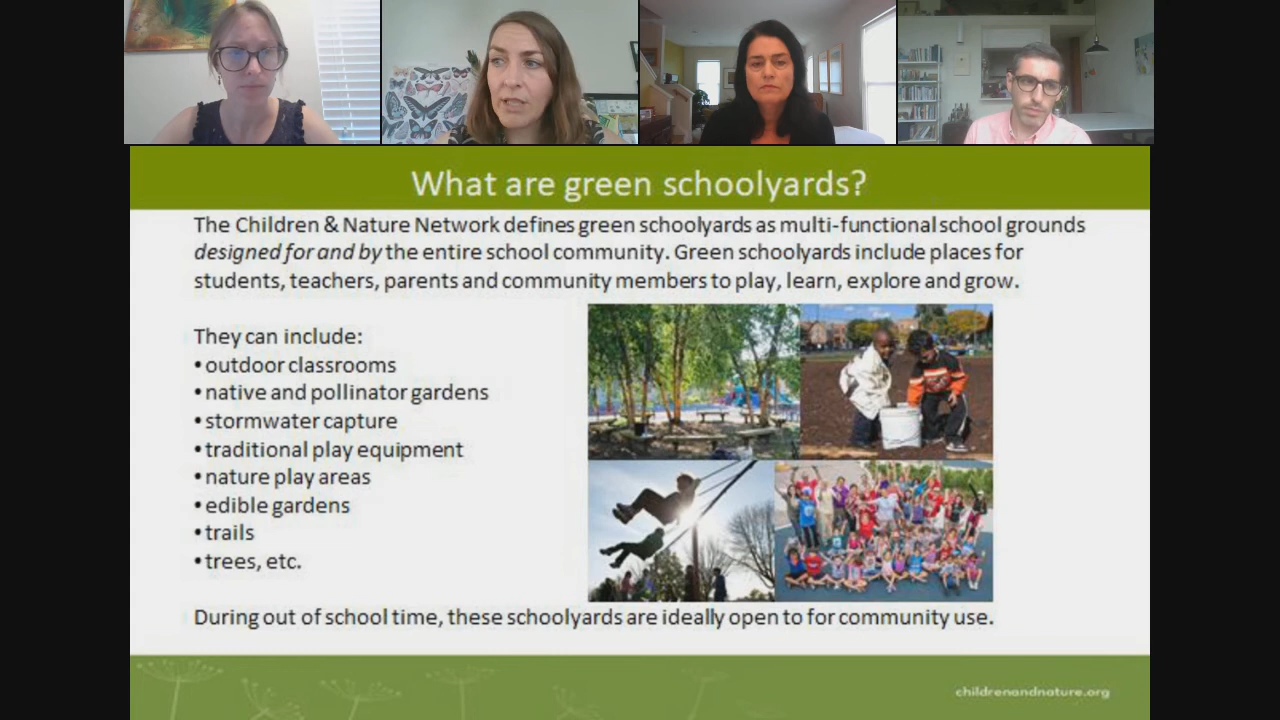 What are green schoolyards?
The Children & Nature Network defines green schoolyards as multi-functional school grounds
designed for and by the entire school community. Green schoolyards include places for
students, teachers, parents and community members to play, learn, explore and grow.
They can include:
• outdoor classrooms
• native and pollinator gardens
• stormwater capture
• traditional play equipment
• nature play areas
• edible gardens
• trails
• trees, etc.
During out of school time, these schoolyards are ideally open to for community use.
childrenandnature.org